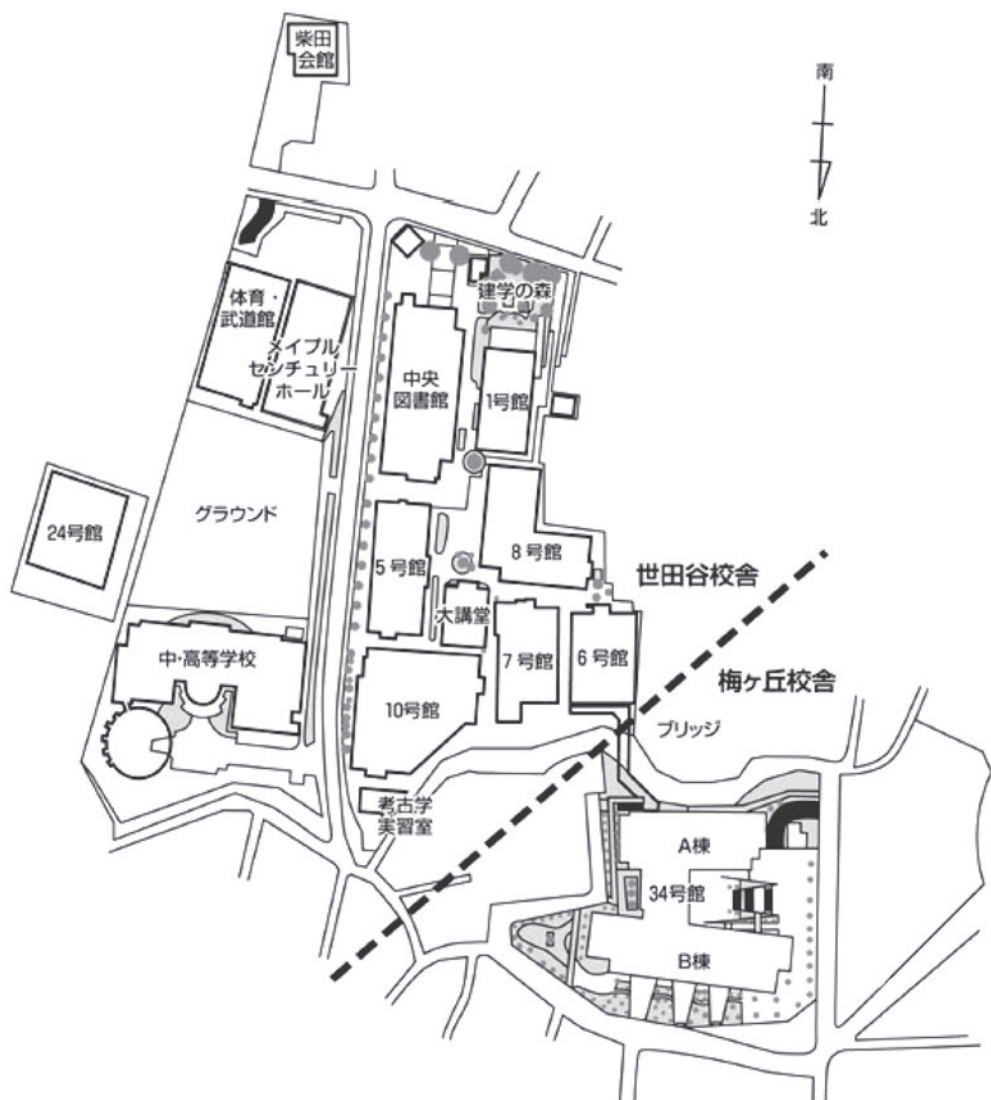 柴田
会館
南
北
体育・
武道館
メイプル
センチュリー
ホール
建学の森
中央
図書館
1号館
24号館
グラウンド
5号館
8号館
世田谷校舎
大講堂
中・高等学校
7号館
6号館
梅ヶ丘校舎
10号館
ブリッジ
考古学
実習室
A棟
34号館
B棟